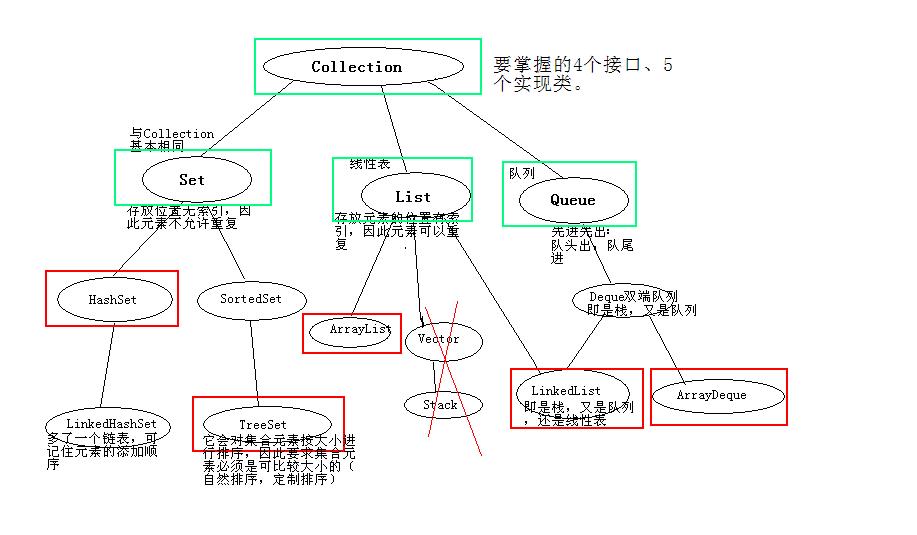 Collection
要掌握的4个接口、5
个实现类。
与Collection
基本相同
Set
存放位置无索引，因
此元素不允许重复
线性表
List
存放元素的位置有索
引，因此元素可以重
复
队列
Queue
先进先出：
队头出，队尾
进
HashSet
SortedSet
ArrayList
Vector
Stack
Deque双端队列
即是栈，又是队列
LinkedHashSet
多了一个链表，可
记住元素的添加顺
序
TreeSet
它会对集合元素按大小进
行排序，因此要求集合元
素必须是可比较大小的（
自然排序，定制排序）
LinkedList
即是栈，又是队列
，还是线性表
ArrayDeque